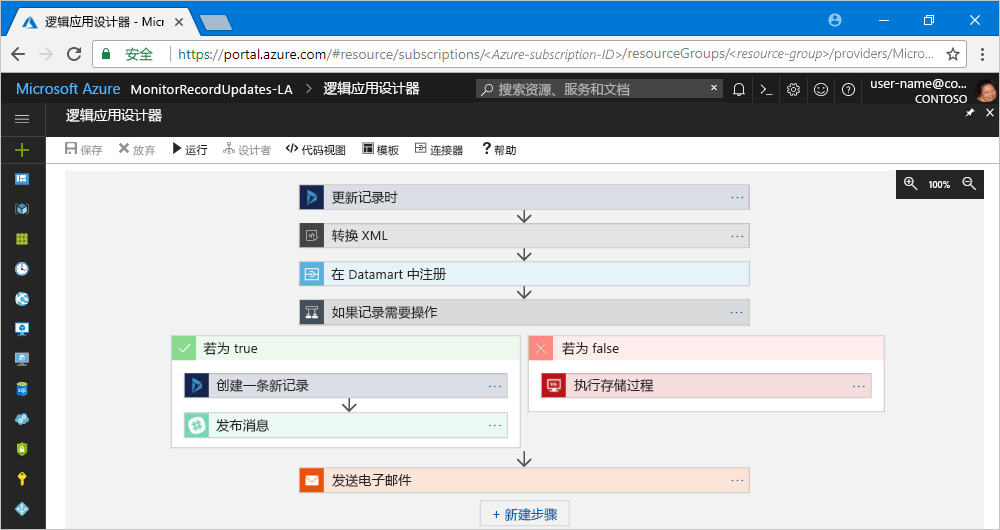 逻辑应用设计器 - Micr
安全 https://portal.azure.com/#resource/subscriptions/<Azure-subscription-ID>/resourceGroups/<resource-group>/providers/Micro...
Microsoft Azure MonitorRecordUpdates-LA > 逻辑应用设计器 搜索资源、服务和文档 user-name@co...
CONTOSO
逻辑应用设计器
保存 放弃 运行 设计者 代码视图 模板 连接器 ? 帮助
100%
更新记录时 ...
转换 XML ...
在 Datamart 中注册
如果记录需要操作 ...
若为 true 若为 false
创建一条新记录 ... 执行存储过程 ...
发布消息 ...
发送电子邮件 ...
+ 新建步骤